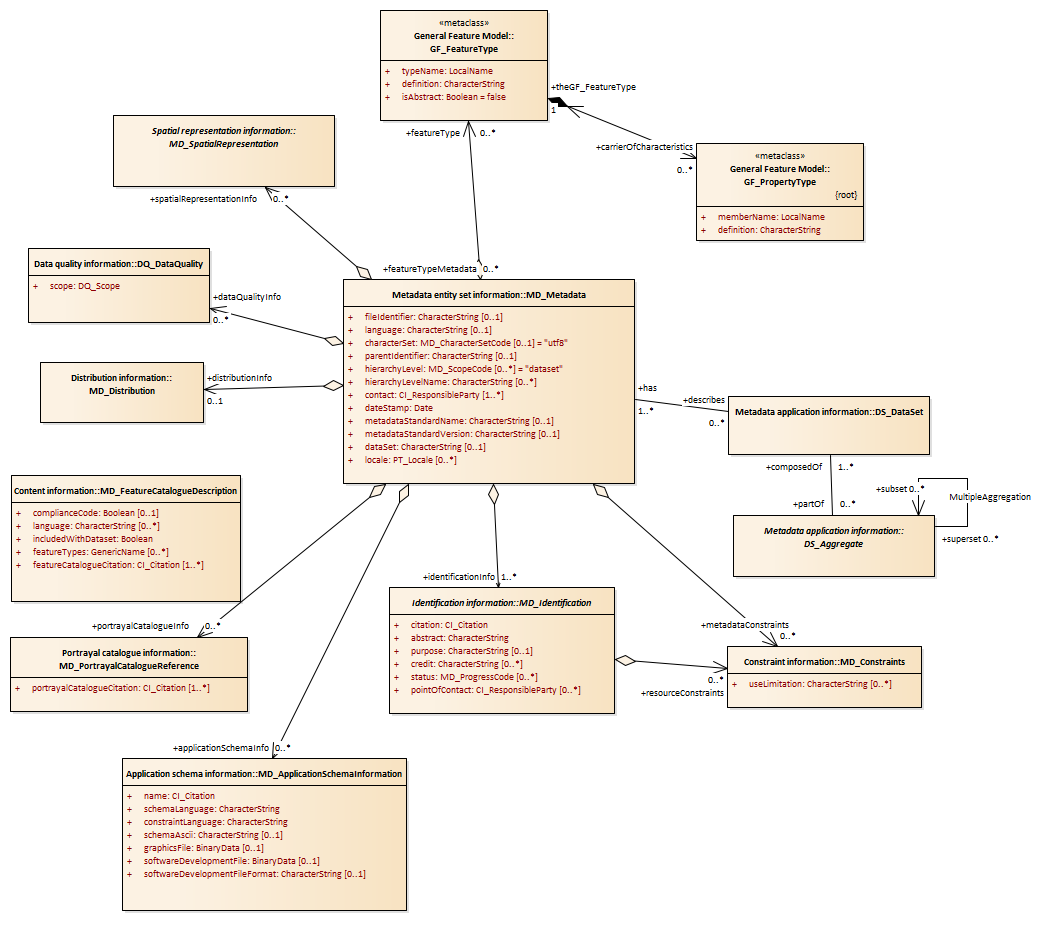 «metaclass»
General Feature Model::
GF_FeatureType
+ typeName: LocalName
+ definition: CharacterString
+ isAbstract: Boolean = false
+theGF_FeatureType
1
+featureType 0..*
+carrierOfCharacteristics
0..*
«metaclass»
General Feature Model::
GF_PropertyType
{root}
+ memberName: LocalName
+ definition: CharacterString
Spatial representation information::
MD_SpatialRepresentation
+spatialRepresentationInfo 0..*
+featureTypeMetadata 0..*
Data quality information::DQ_DataQuality
+ scope: DQ_Scope
+dataQualityInfo
0..*
Distribution information::
MD_Distribution
+distributionInfo
0..1
Metadata entity set information::MD_Metadata
+ fileIdentifier: CharacterString [0..1]
+ language: CharacterString [0..1]
+ characterSet: MD_CharacterSetCode [0..1] = "utf8"
+ parentIdentifier: CharacterString [0..1]
+ hierarchyLevel: MD_ScopeCode [0..*] = "dataset"
+ hierarchyLevelName: CharacterString [0..*]
+ contact: CI_ResponsibleParty [1..*]
+ dateStamp: Date
+ metadataStandardName: CharacterString [0..1]
+ metadataStandardVersion: CharacterString [0..1]
+ dataSet: CharacterString [0..1]
+ locale: PT_Locale [0..*]
+has
1..*
+describes
0..*
Metadata application information::DS_DataSet
+composedOf 1..*
+partOf 0..*
+subset 0..*
MultipleAggregation
+superset 0..*
Metadata application information::
DS_Aggregate
Content information::MD_FeatureCatalogueDescription
+ complianceCode: Boolean [0..1]
+ language: CharacterString [0..*]
+ includedWithDataset: Boolean
+ featureTypes: GenericName [0..*]
+ featureCatalogueCitation: CI_Citation [1..*]
+portrayalCatalogueInfo 0..*
Portrayal catalogue information::
MD_PortrayalCatalogueReference
+ portrayalCatalogueCitation: CI_Citation [1..*]
+identificationInfo 1..*
Identification information::MD_Identification
+ citation: CI_Citation
+ abstract: CharacterString
+ purpose: CharacterString [0..1]
+ credit: CharacterString [0..*]
+ status: MD_ProgressCode [0..*]
+ pointOfContact: CI_ResponsibleParty [0..*]
+metadataConstraints
0..*
Constraint information::MD_Constraints
+ useLimitation: CharacterString [0..*]
0..*
+resourceConstraints
+applicationSchemaInfo 0..*
Application schema information::MD_ApplicationSchemaInformation
+ name: CI_Citation
+ schemaLanguage: CharacterString
+ constraintLanguage: CharacterString
+ schemaAscii: CharacterString [0..1]
+ graphicsFile: BinaryData [0..1]
+ softwareDevelopmentFile: BinaryData [0..1]
+ softwareDevelopmentFileFormat: CharacterString [0..1]